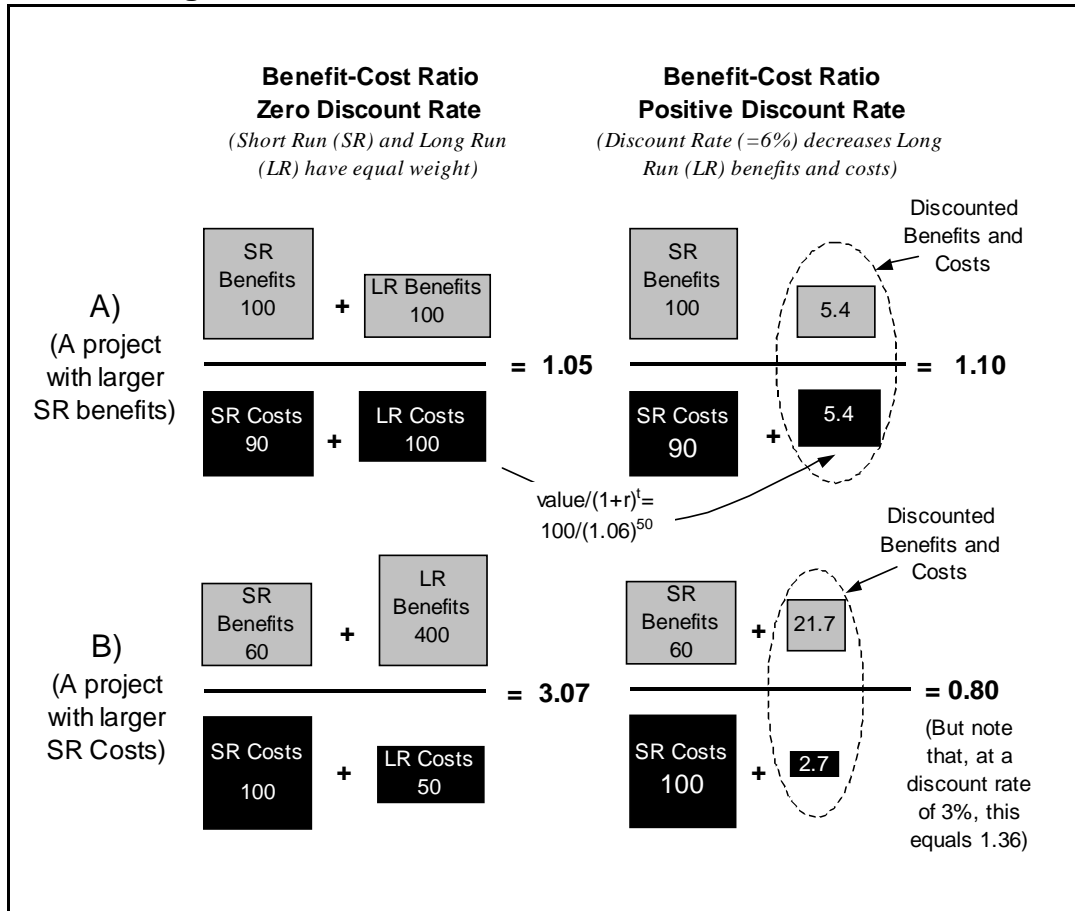 Benefit-Cost Ratio
Zero Discount Rate
(Short Run (SR) and Long Run
(LR) have equal weight)
Benefit-Cost Ratio
Positive Discount Rate
(Discount Rate (=6%) decreases Long
Run (LR) benefits and costs)
Discounted
Benefits and
Costs
A)
(A project
with larger
SR benefits)
SR
Benefits
100
+
LR Benefits
100
SR Costs
90
+
LR Costs
100
= 1.05
SR
Benefits
100
5.4
SR Costs
90
+
5.4
= 1.10
value/(1+r)^t=
100/(1.06)^50
Discounted
Benefits and
Costs
B)
(A project
with larger
SR Costs)
SR
Benefits
60
+
LR
Benefits
400
SR Costs
100
+
LR Costs
50
= 3.07
SR
Benefits
60
+
21.7
SR Costs
100
+
2.7
= 0.80
(But note
that, at a
discount rate
of 3%, this
equals 1.36)